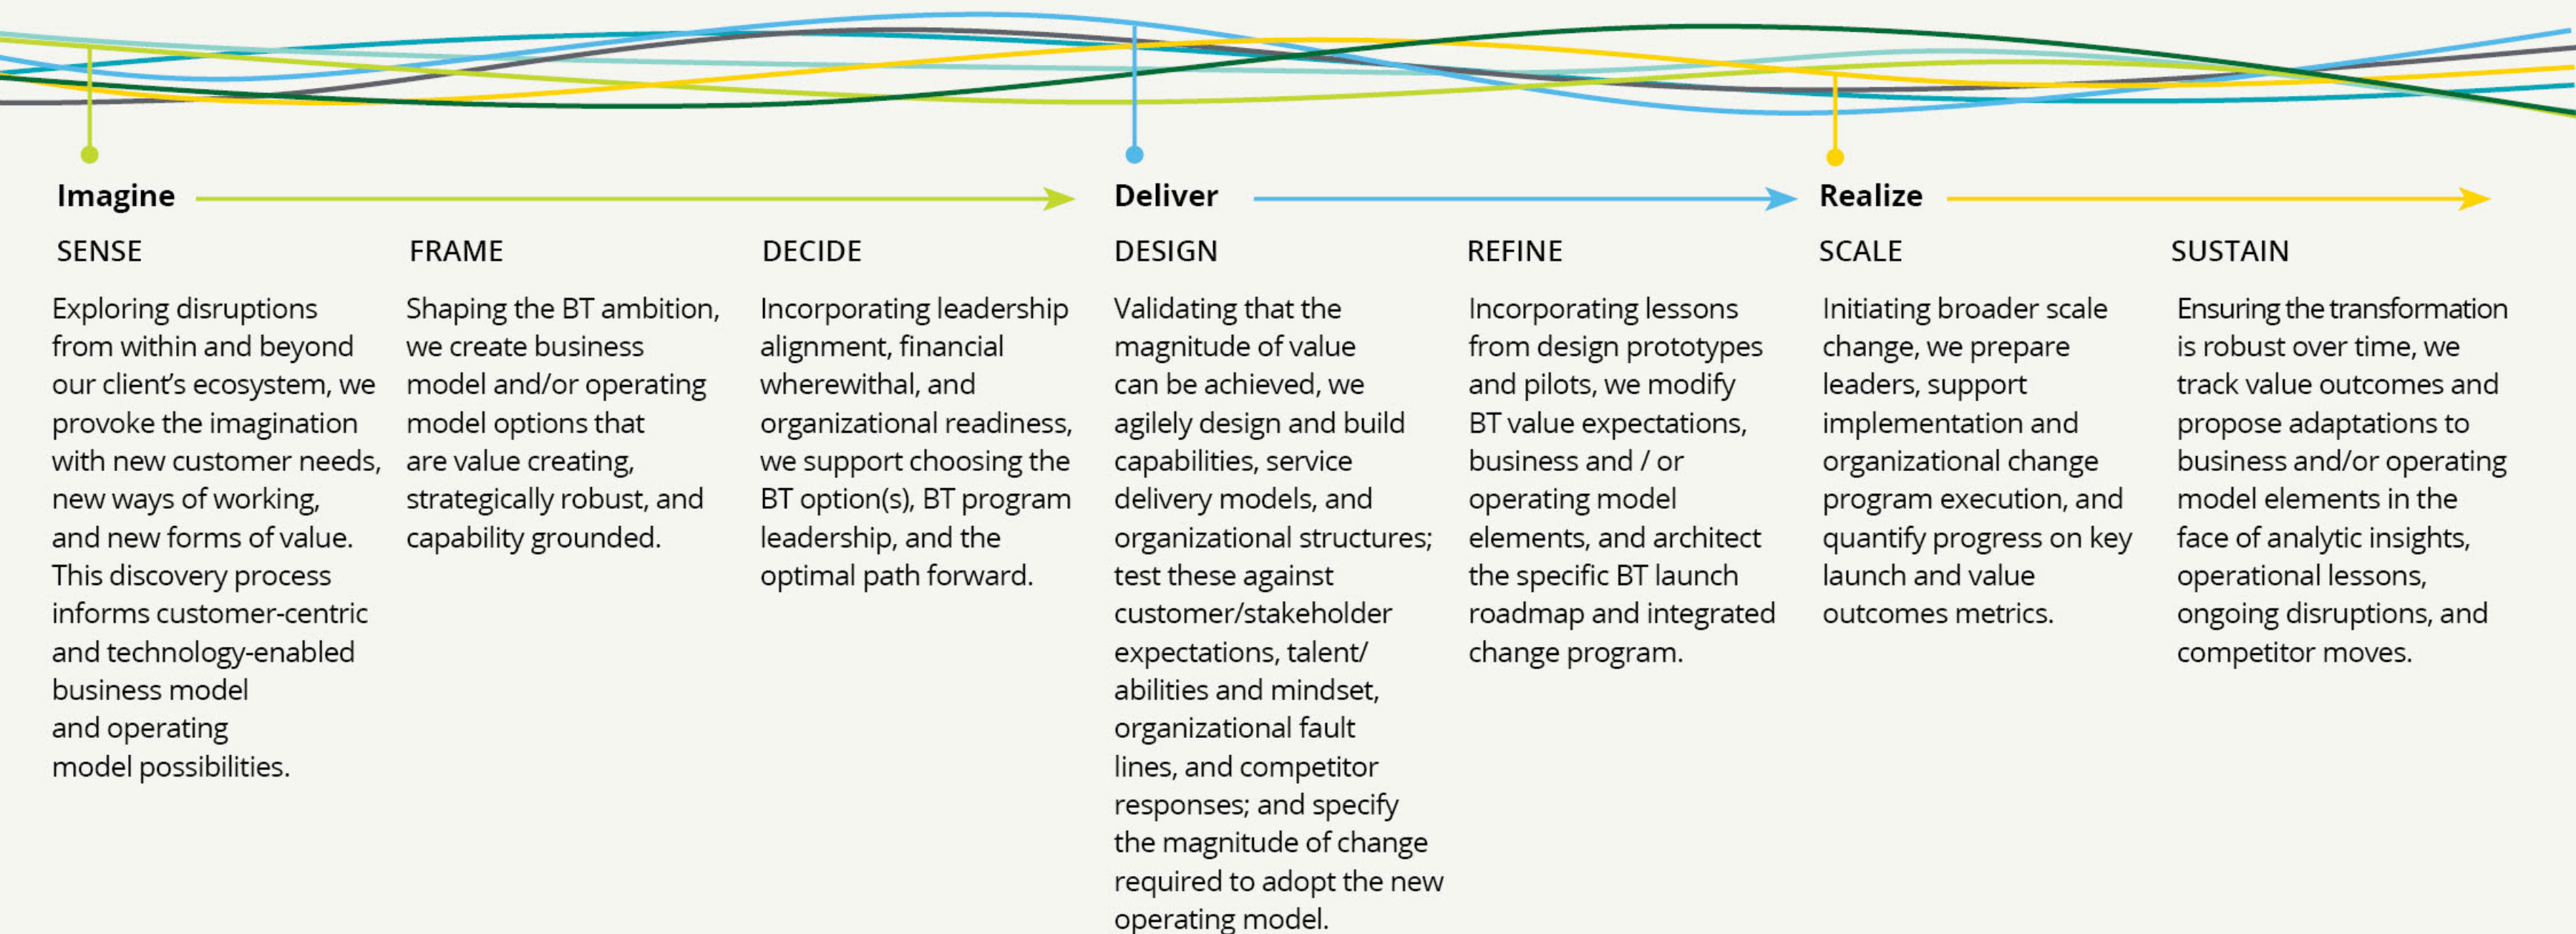 Imagine
SENSE
Exploring disruptions
from within and beyond
our client's ecosystem, we
provoke the imagination
with new customer needs,
new ways of working,
and new forms of value.
This discovery process
informs customer-centric
and technology-enabled
business model
and operating
model possibilities.
FRAME
Shaping the BT ambition,
we create business
model and/or operating
model options that
are value creating,
strategically robust, and
capability grounded.
DECIDE
Incorporating leadership
alignment, financial
wherewithal, and
organizational readiness,
we support choosing the
BT option(s), BT program
leadership, and the
optimal path forward.
Deliver
DESIGN
Validating that the
magnitude of value
can be achieved, we
agilely design and build
capabilities, service
delivery models, and
organizational structures;
test these against
customer/stakeholder
expectations, talent/
abilities and mindset,
organizational fault
lines, and competitor
responses; and specify
the magnitude of change
required to adopt the new
operating model.
REFINE
Incorporating lessons
from design prototypes
and pilots, we modify
BT value expectations,
business and / or
operating model
elements, and architect
the specific BT launch
roadmap and integrated
change program.
Realize
SCALE
Initiating broader scale
change, we prepare
leaders, support
implementation and
organizational change
program execution, and
quantify progress on key
launch and value
outcomes metrics.
SUSTAIN
Ensuring the transformation
is robust over time, we
track value outcomes and
propose adaptations to
business and/or operating
model elements in the
face of analytic insights,
operational lessons,
ongoing disruptions, and
competitor moves.